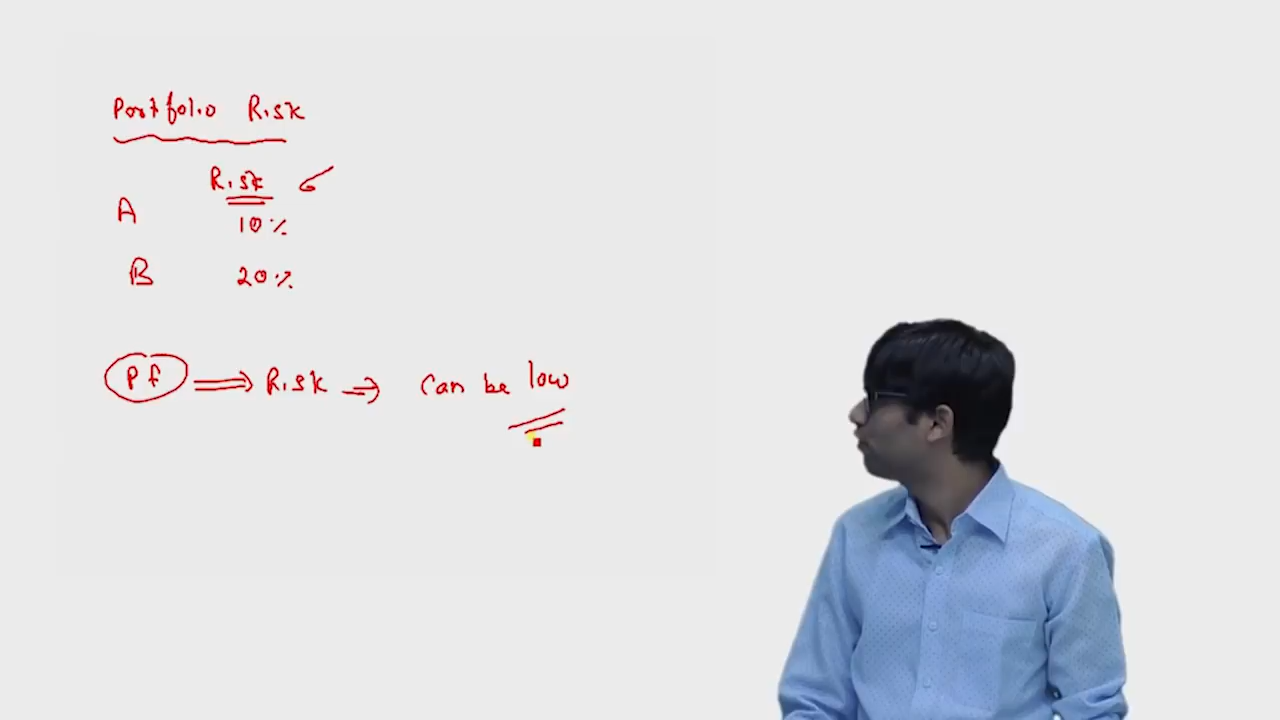 Portfolio Risk
Risk
A 10%
B 20%
Pf ⇒ Risk → Can be low